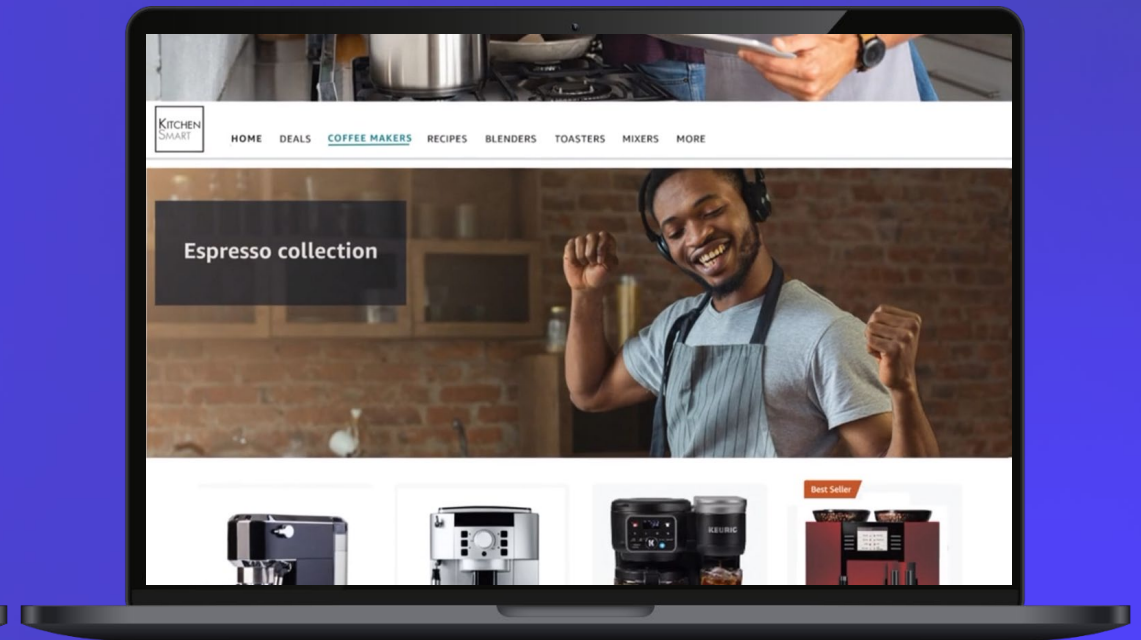 KITCHEN
SMART
HOME DEALS COFFEE MAKERS RECIPES BLENDERS TOASTERS MIXERS MORE
Espresso collection
Best Seller
KEURIG